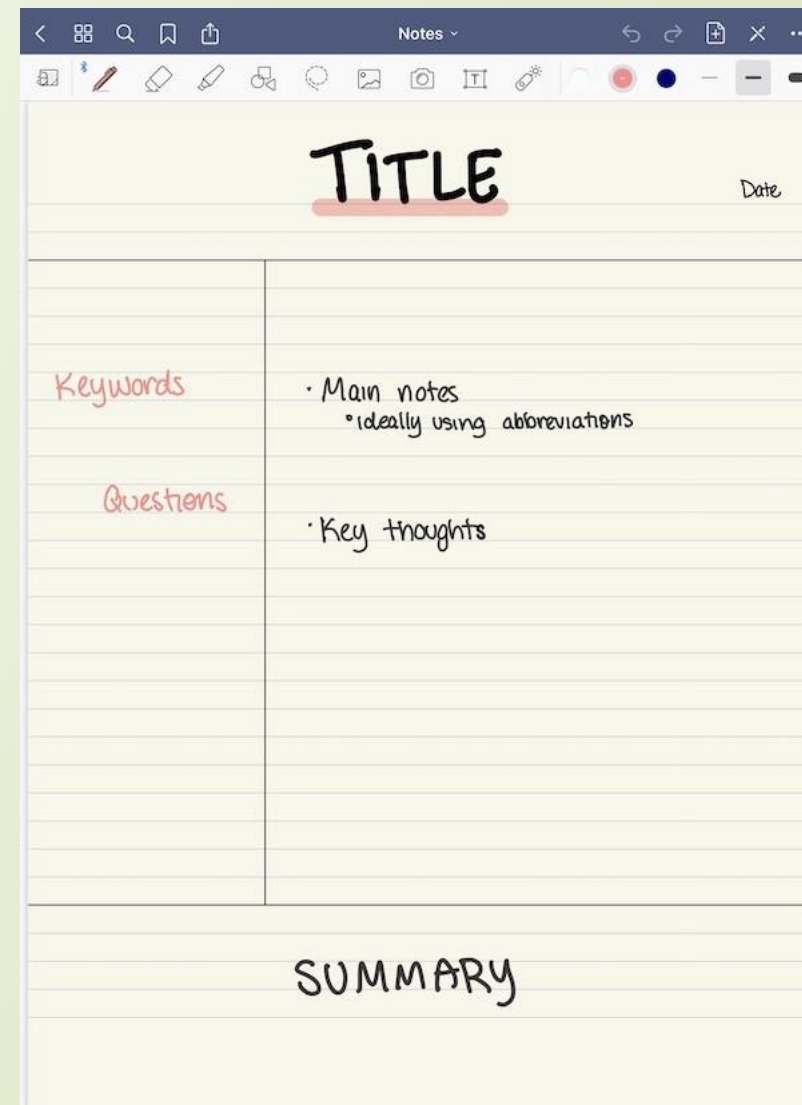 Notes
TITLE
Date
Keywords
· Main notes
• ideally using abbreviations
Questions
· Key thoughts
SUMMARY